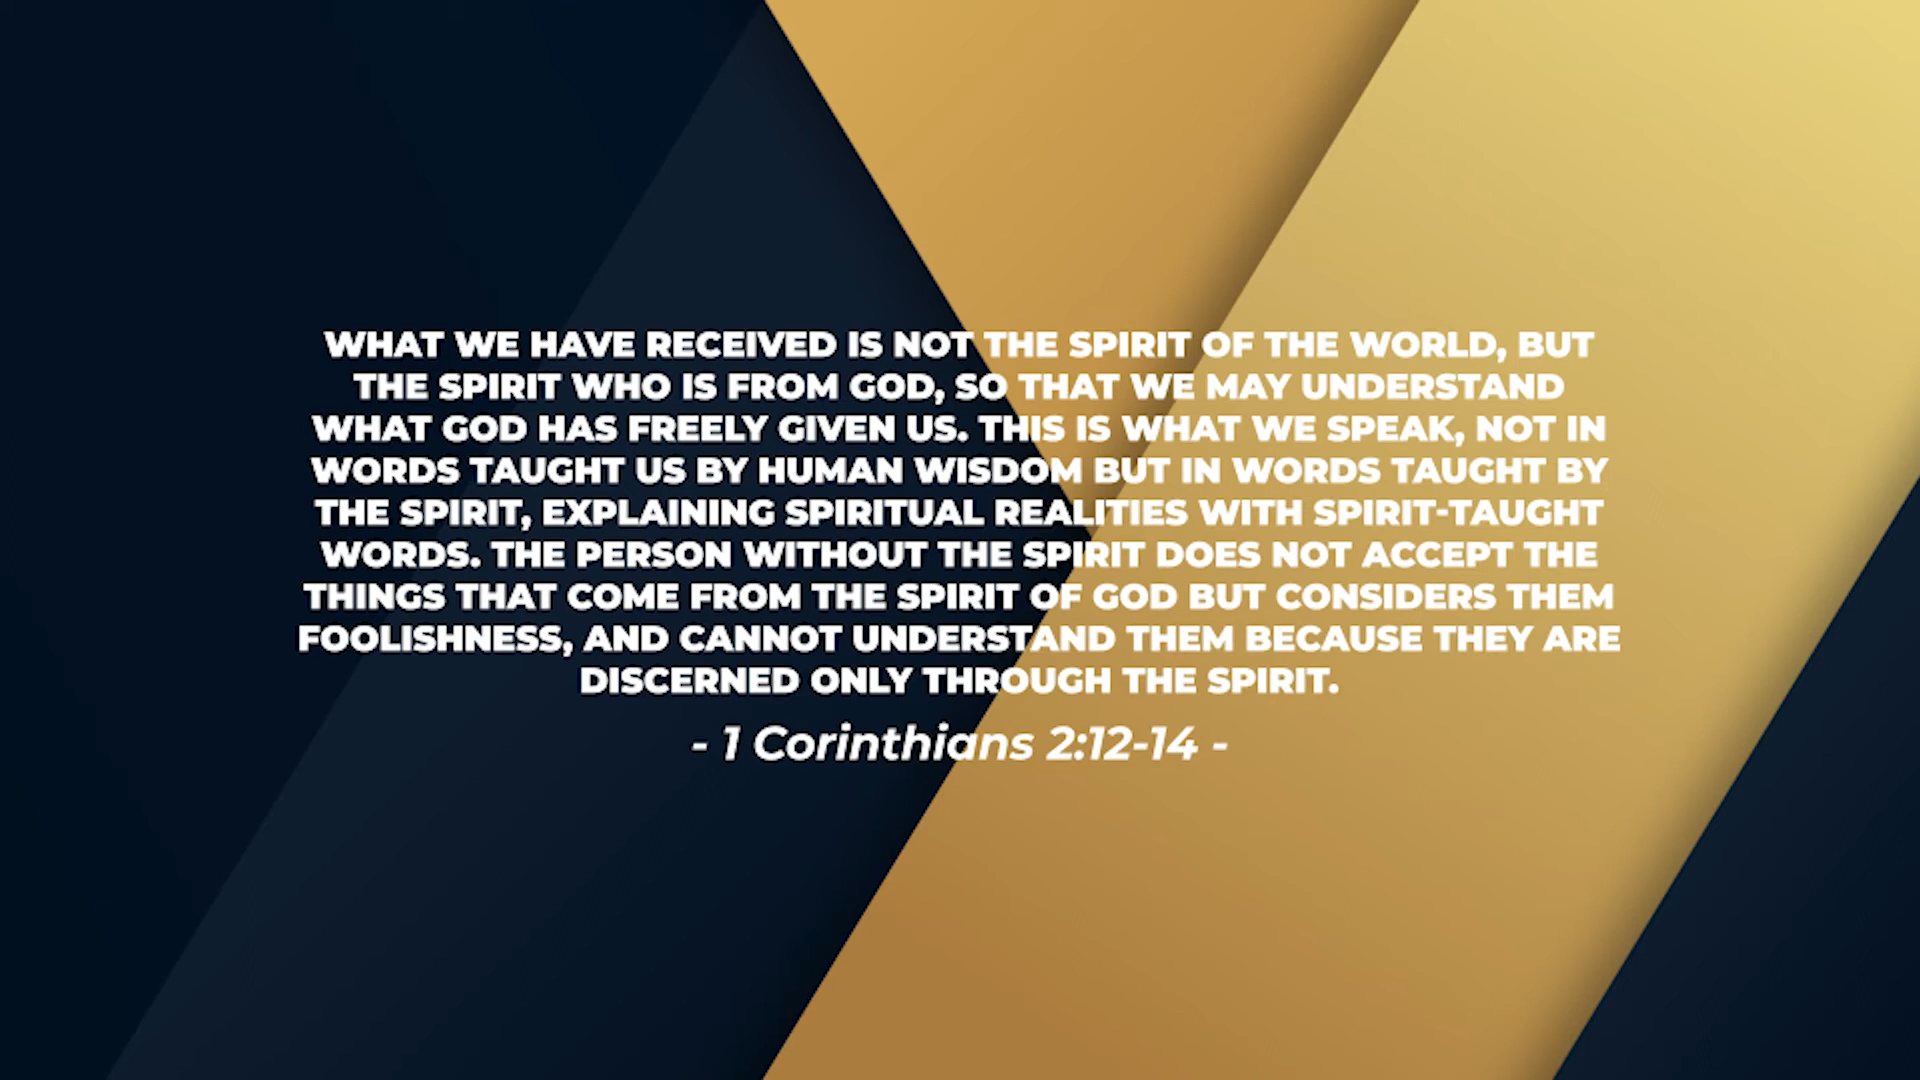 WHAT WE HAVE RECEIVED IS NOT THE SPIRIT OF THE WORLD, BUT
THE SPIRIT WHO IS FROM GOD, SO THAT WE MAY UNDERSTAND
WHAT GOD HAS FREELY GIVEN US. THIS IS WHAT WE SPEAK, NOT IN
WORDS TAUGHT US BY HUMAN WISDOM BUT IN WORDS TAUGHT BY
THE SPIRIT, EXPLAINING SPIRITUAL REALITIES WITH SPIRIT-TAUGHT
WORDS. THE PERSON WITHOUT THE SPIRIT DOES NOT ACCEPT THE
THINGS THAT COME FROM THE SPIRIT OF GOD BUT CONSIDERS THEM
FOOLISHNESS, AND CANNOT UNDERSTAND THEM BECAUSE THEY ARE
DISCERNED ONLY THROUGH THE SPIRIT.
- 1 Corinthians 2:12-14 -